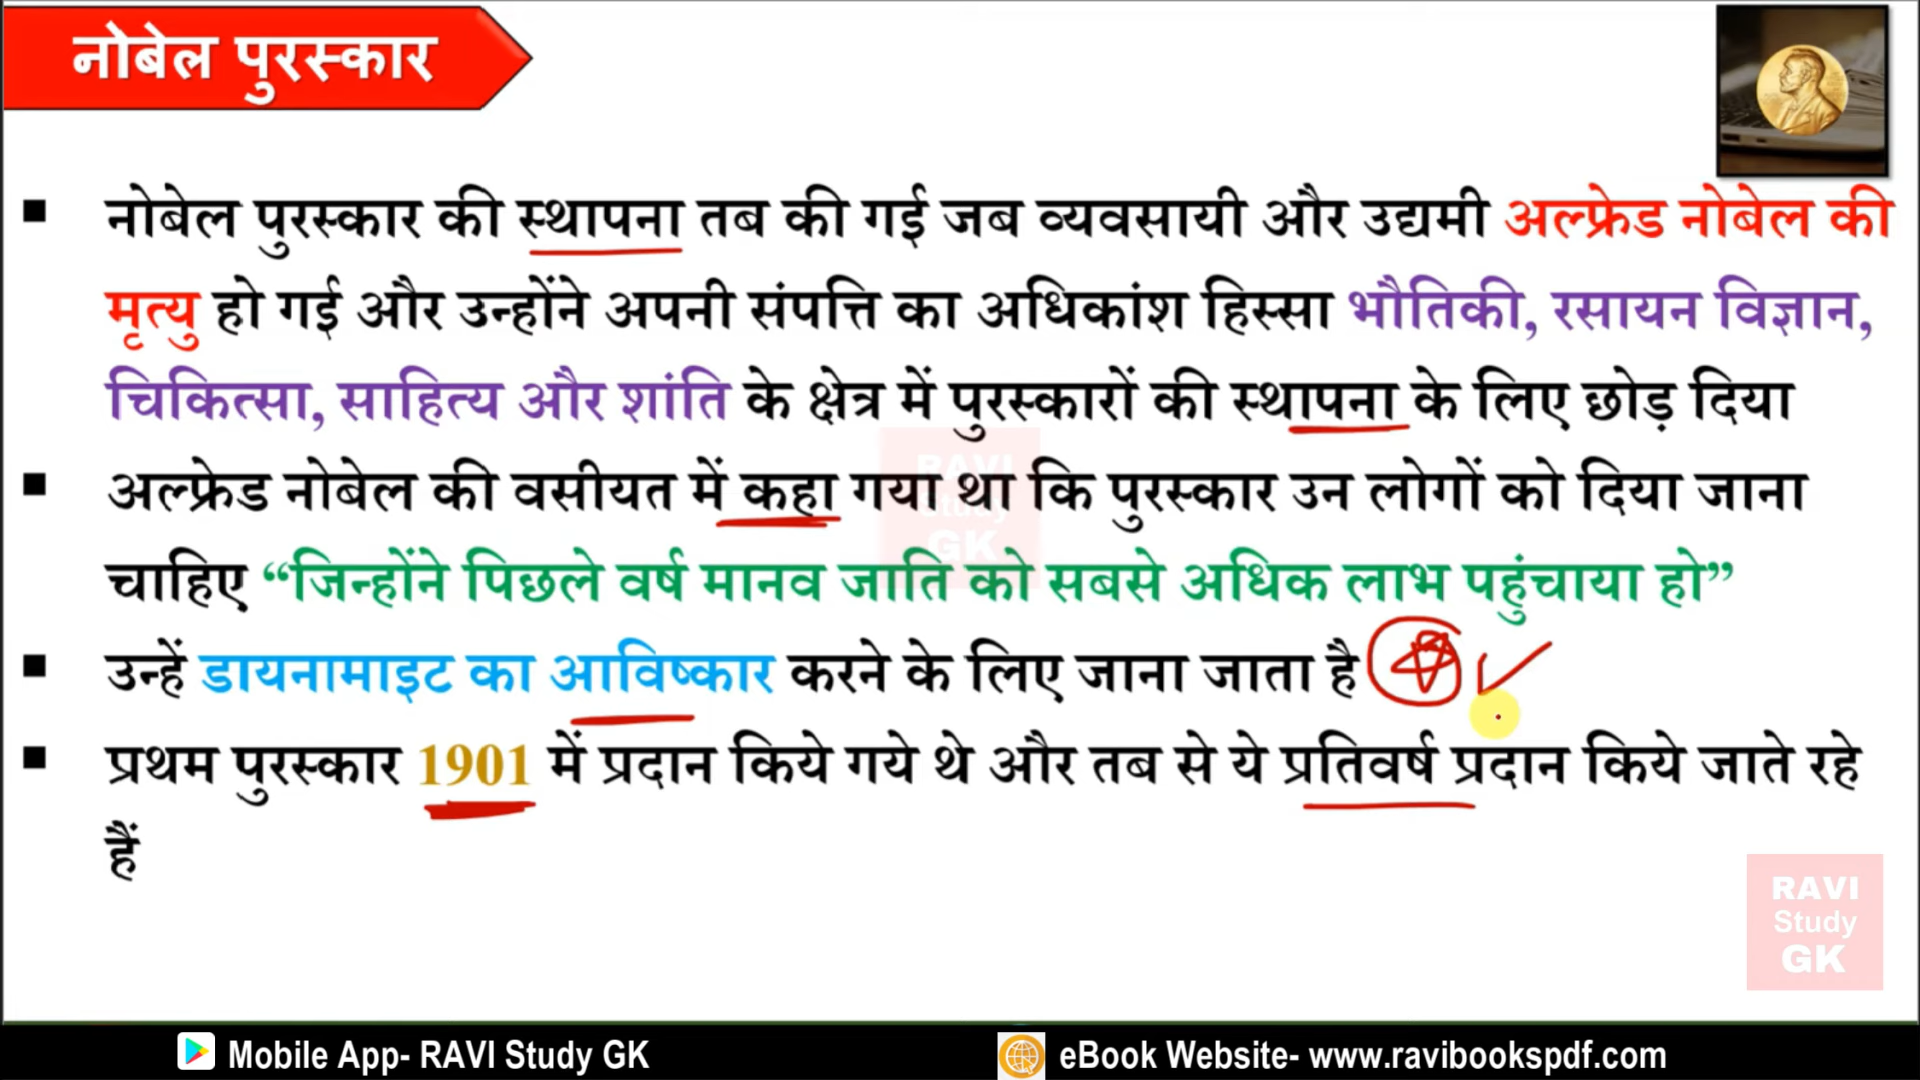 नोबेल पुरस्कार
▪ नोबेल पुरस्कार की स्थापना तब की गई जब व्यवसायी और उद्यमी अल्फ्रेड नोबेल की
मृत्यु हो गई और उन्होंने अपनी संपत्ति का अधिकांश हिस्सा भौतिकी, रसायन विज्ञान,
चिकित्सा, साहित्य और शांति के क्षेत्र में पुरस्कारों की स्थापना के लिए छोड़ दिया
▪ अल्फ्रेड नोबेल की वसीयत में कहा गया था कि पुरस्कार उन लोगों को दिया जाना
चाहिए “जिन्होंने पिछले वर्ष मानव जाति को सबसे अधिक लाभ पहुंचाया हो”
▪ उन्हें डायनामाइट का आविष्कार करने के लिए जाना जाता है
▪ प्रथम पुरस्कार 1901 में प्रदान किये गये थे और तब से ये प्रतिवर्ष प्रदान किये जाते रहे
हैं
RAVI
Study
GK
RAVI
Study
GK
Mobile App- RAVI Study GK
eBook Website- www.ravibookspdf.com